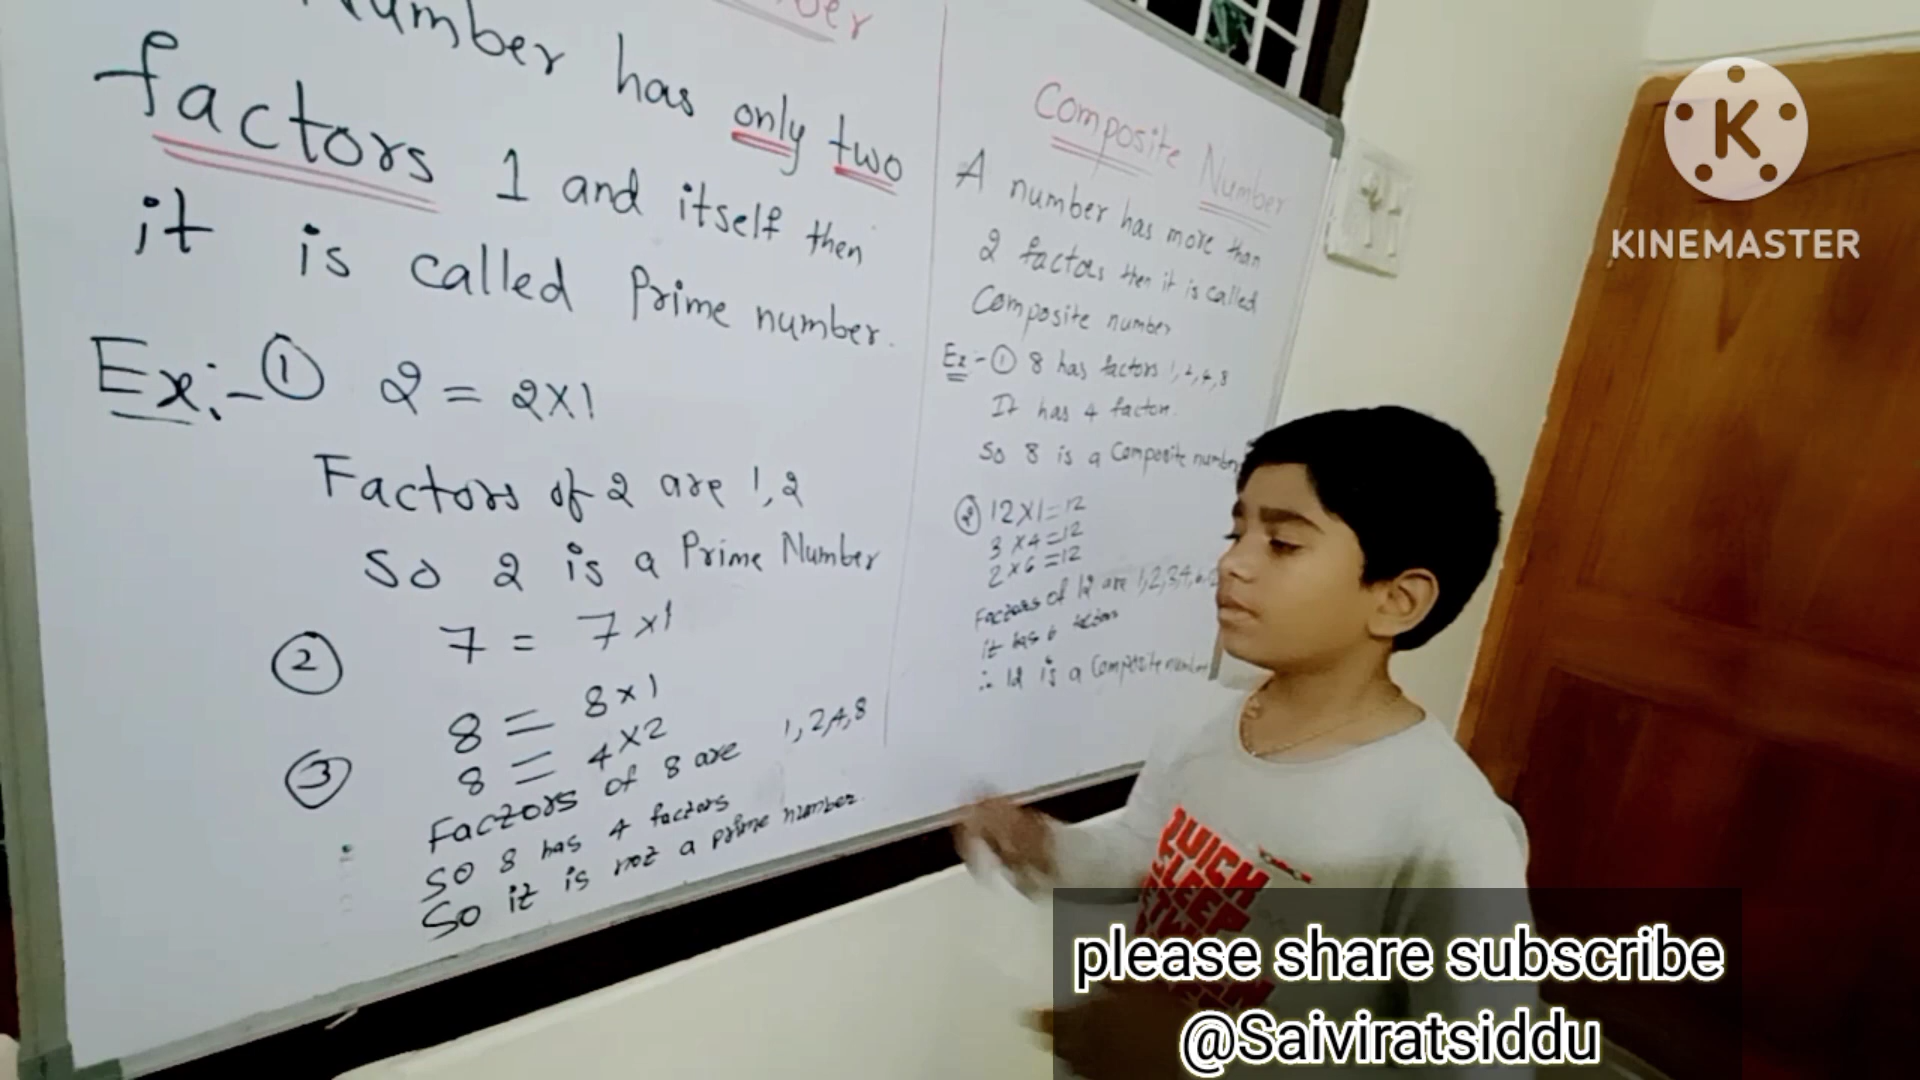 Number
Number has only two
factors 1 and itself then
it is called Prime number.
Ex:- ① 2 = 2×1
Factors of 2 are 1,2
So 2 is a Prime Number
② 7 = 7×1
③ 8 = 8×1
8 = 4×2
Factors of 8 are 1,2,4,8
So 8 has 4 factors
So it is not a prime number.
Composite Number
A number has more than
2 factors then it is called
Composite number
Ex:- ① 8 has factors 1,2,4,8
It has 4 factors.
So 8 is a Composite number
② 12×1=12
3×4=12
2×6=12
Factors of 12 are 1,2,3,4,6,12
it has 6 factors
∴ 12 is a Composite number
K
KINEMASTER
QUICH
SLEEP
please share subscribe
@Saiviratsiddu